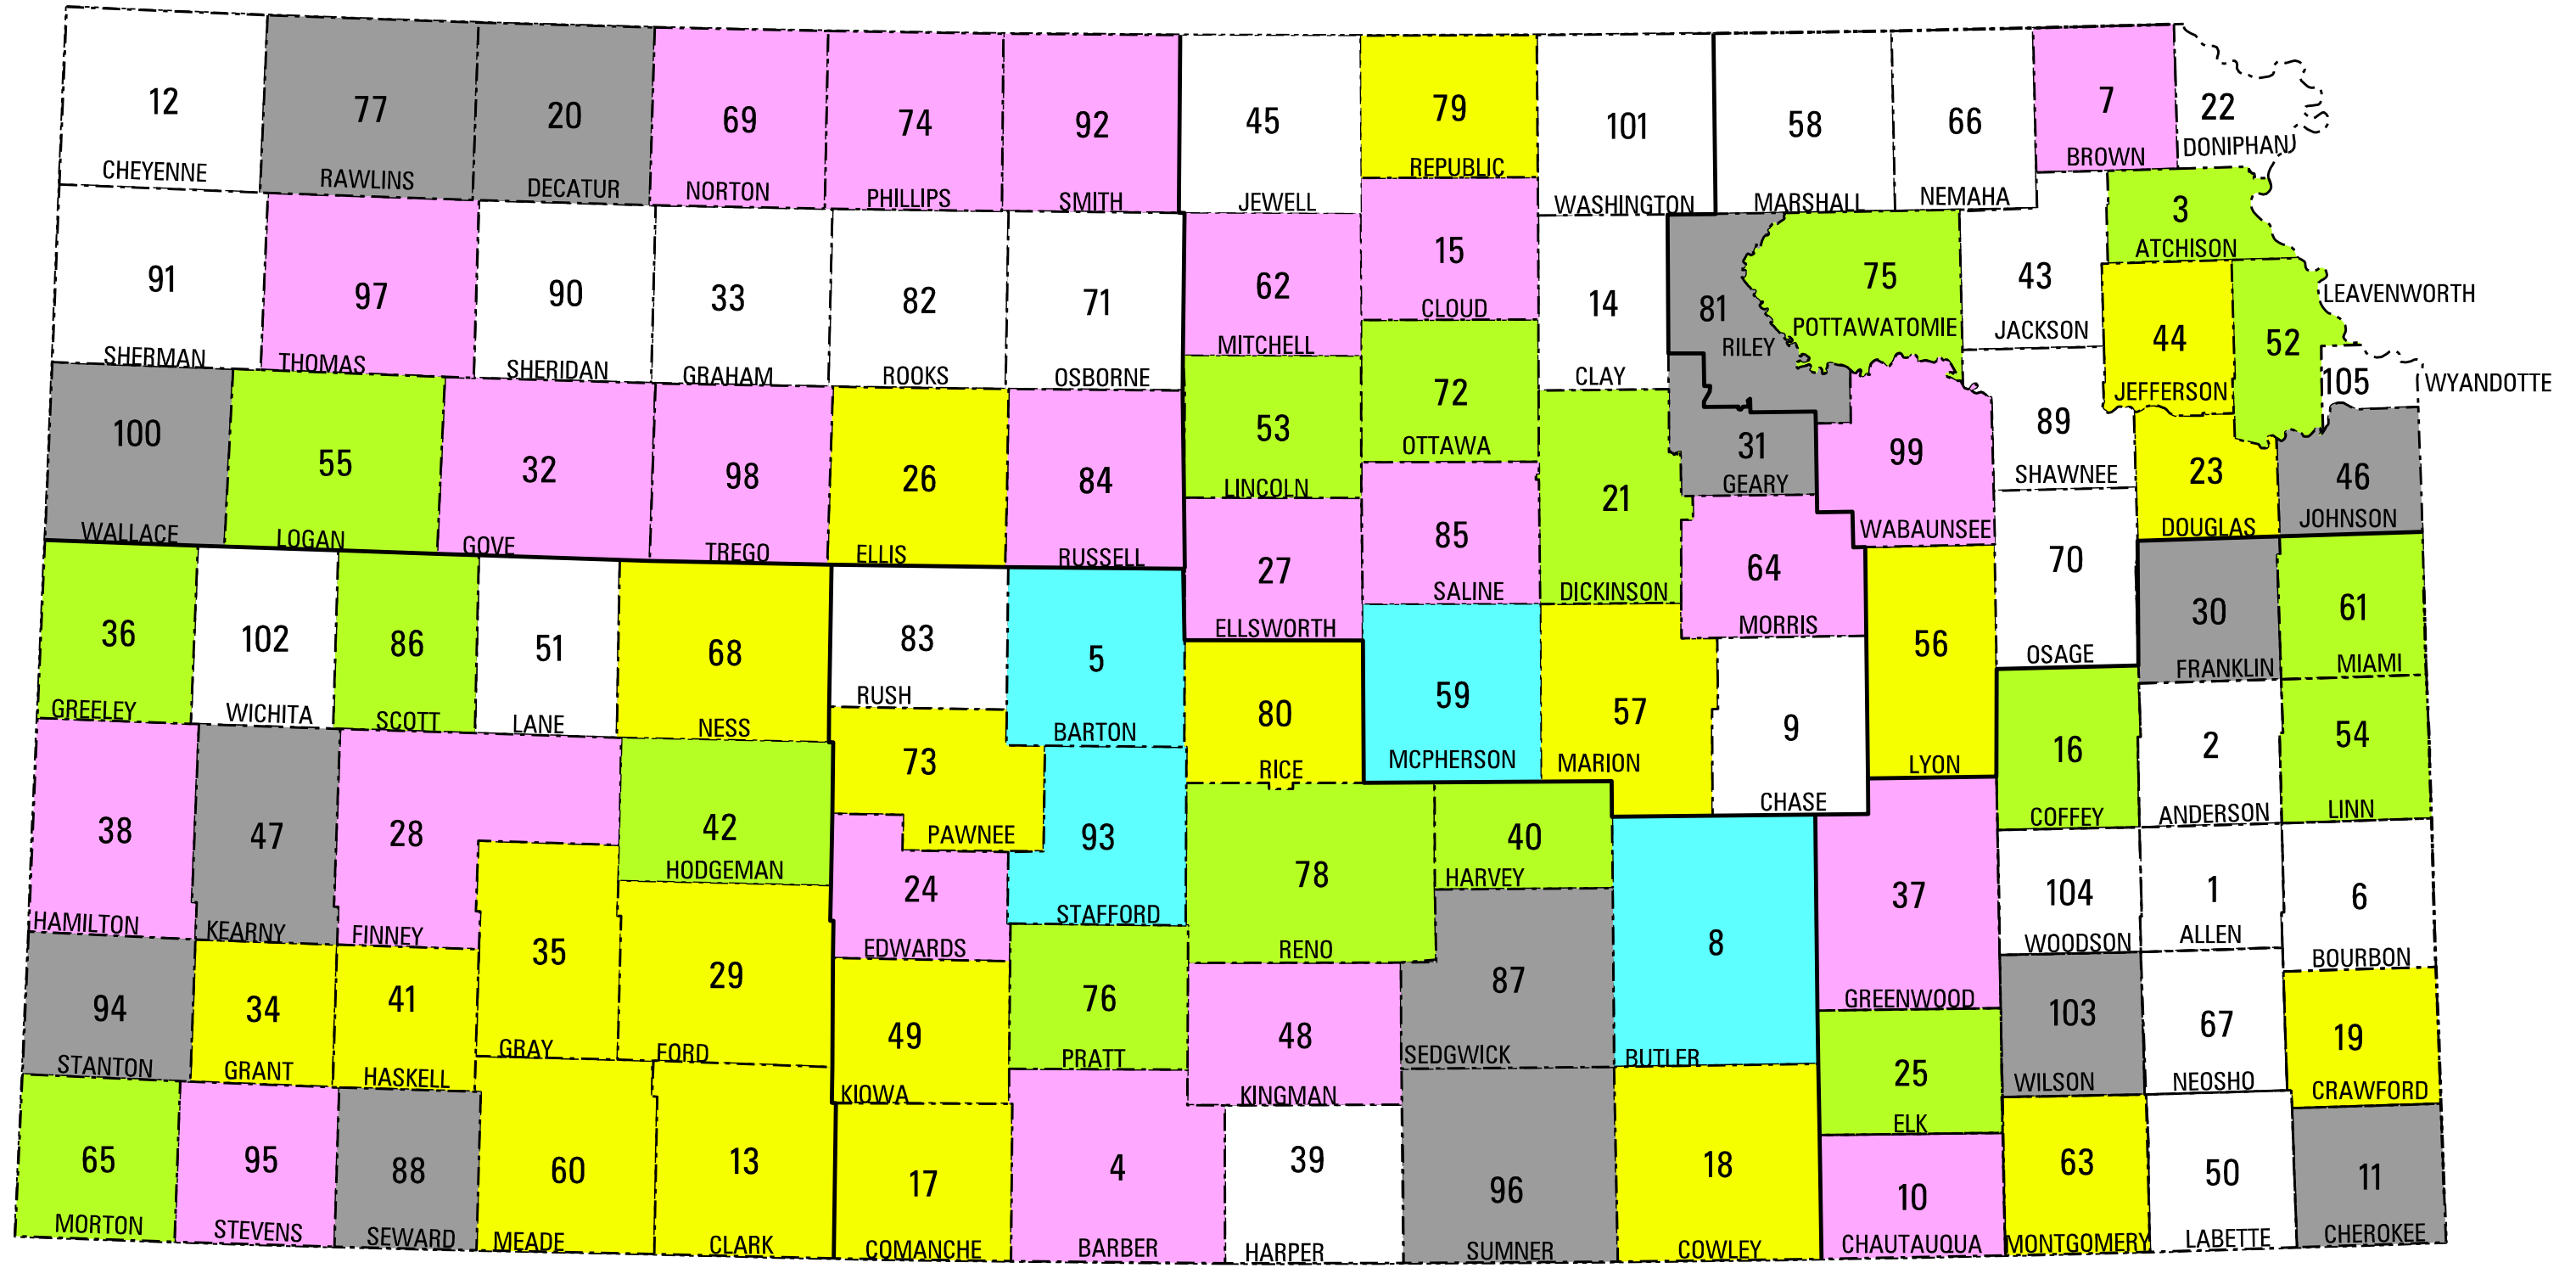 12
CHEYENNE
77
RAWLINS
20
DECATUR
69
NORTON
74
PHILLIPS
92
SMITH
45
JEWELL
79
REPUBLIC
101
WASHINGTON
58
MARSHALL
66
NEMAHA
7
BROWN
22
DONIPHAN
91
SHERMAN
97
THOMAS
90
SHERIDAN
33
GRAHAM
82
ROOKS
71
OSBORNE
62
MITCHELL
15
CLOUD
14
CLAY
81
RILEY
75
POTTAWATOMIE
43
JACKSON
3
ATCHISON
44
JEFFERSON
52
LEAVENWORTH
105
WYANDOTTE
100
WALLACE
55
LOGAN
32
GOVE
98
TREGO
26
ELLIS
84
RUSSELL
53
LINCOLN
72
OTTAWA
21
DICKINSON
31
GEARY
99
WABAUNSEE
89
SHAWNEE
23
DOUGLAS
46
JOHNSON
27
ELLSWORTH
85
SALINE
64
MORRIS
56
LYON
70
OSAGE
30
FRANKLIN
61
MIAMI
36
GREELEY
102
WICHITA
86
SCOTT
51
LANE
68
NESS
83
RUSH
5
BARTON
80
RICE
59
MCPHERSON
57
MARION
9
CHASE
16
COFFEY
2
ANDERSON
54
LINN
38
HAMILTON
47
KEARNY
28
FINNEY
42
HODGEMAN
73
PAWNEE
93
STAFFORD
78
RENO
40
HARVEY
24
EDWARDS
8
BUTLER
37
GREENWOOD
104
WOODSON
1
ALLEN
6
BOURBON
94
STANTON
34
GRANT
41
HASKELL
35
GRAY
29
FORD
49
KIOWA
76
PRATT
48
KINGMAN
87
SEDGWICK
25
ELK
103
WILSON
67
NEOSHO
19
CRAWFORD
65
MORTON
95
STEVENS
88
SEWARD
60
MEADE
13
CLARK
17
COMANCHE
4
BARBER
39
HARPER
96
SUMNER
18
COWLEY
10
CHAUTAUQUA
63
MONTGOMERY
50
LABETTE
11
CHEROKEE